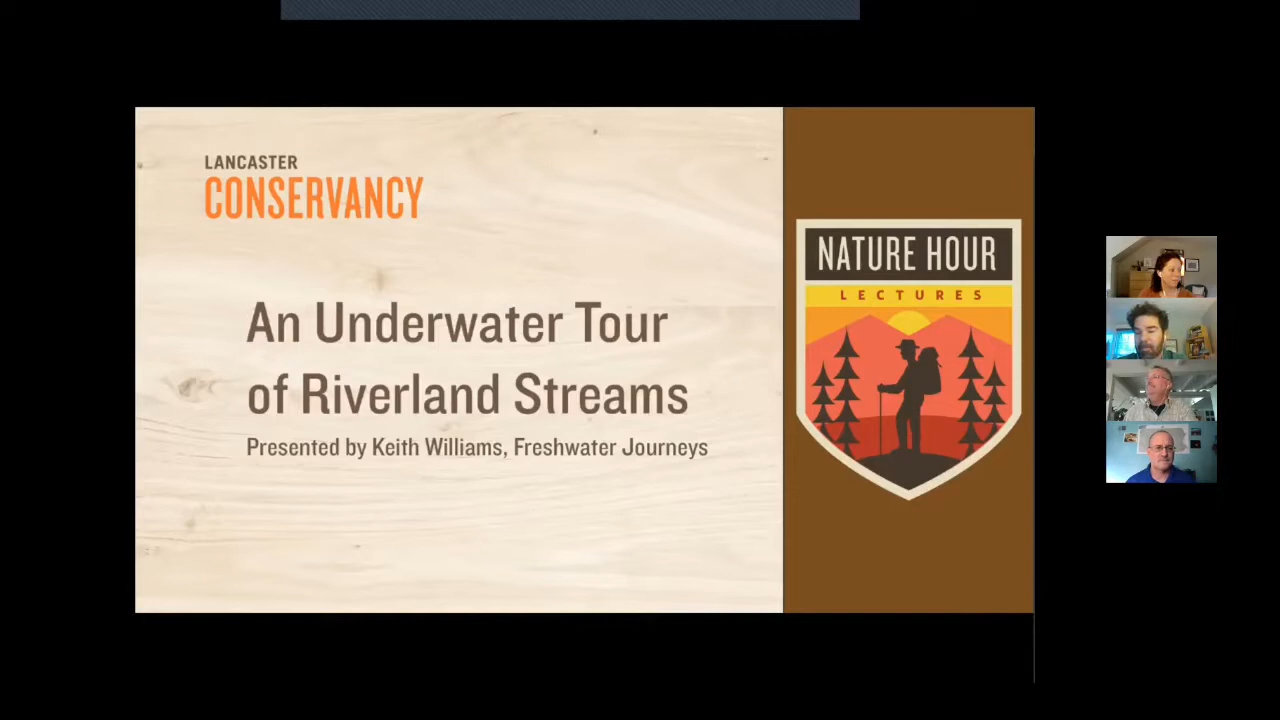 LANCASTER
CONSERVANCY
An Underwater Tour
of Riverland Streams
Presented by Keith Williams, Freshwater Journeys
NATURE HOUR
LECTURES